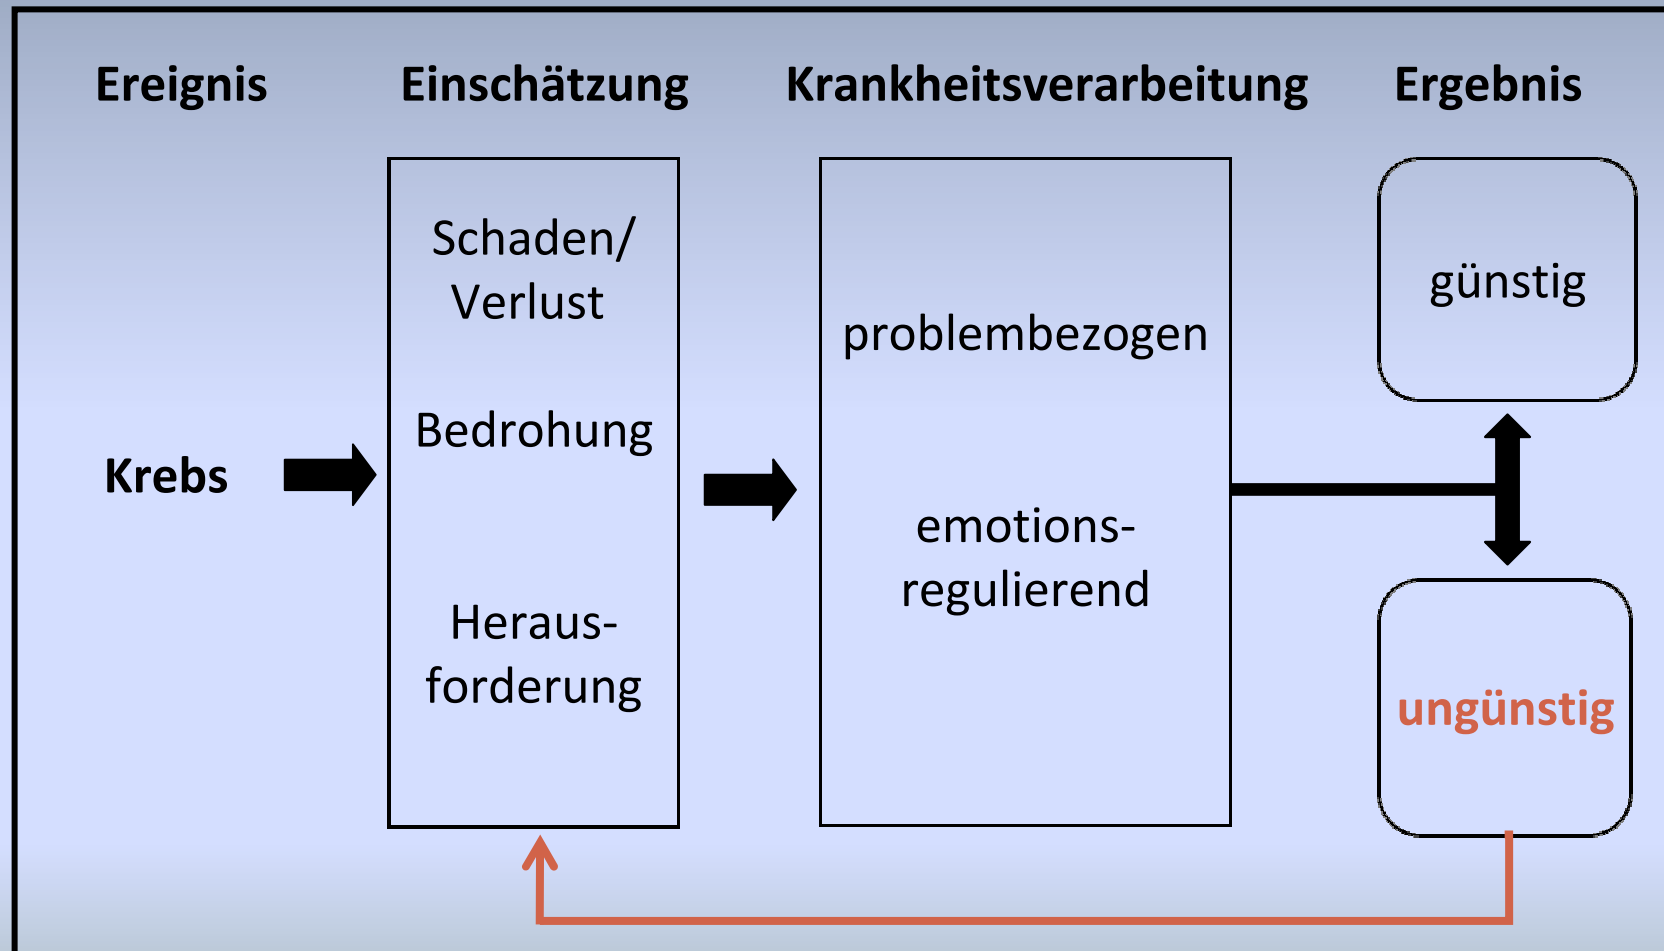 Ereignis Einschätzung Krankheitsverarbeitung Ergebnis
Krebs
Schaden/
Verlust
Bedrohung
Heraus-
forderung
problembezogen
emotions-
regulierend
günstig
ungünstig